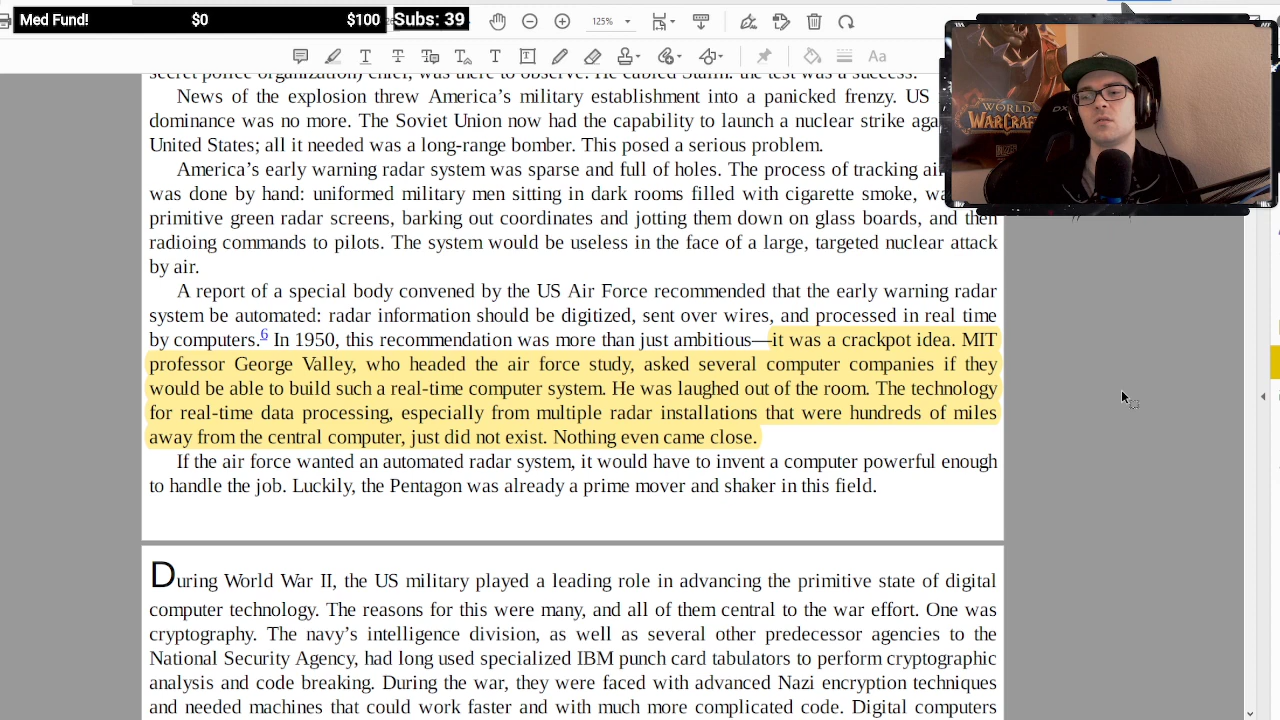 Med Fund! $0 $100 Subs: 39
125%
Aa
secret police organization) chief, was there to observe. He cabled Stalin: the test was a success.
News of the explosion threw America’s military establishment into a panicked frenzy. US
dominance was no more. The Soviet Union now had the capability to launch a nuclear strike aga
United States; all it needed was a long-range bomber. This posed a serious problem.
America’s early warning radar system was sparse and full of holes. The process of tracking air
was done by hand: uniformed military men sitting in dark rooms filled with cigarette smoke, wa
primitive green radar screens, barking out coordinates and jotting them down on glass boards, and then
radioing commands to pilots. The system would be useless in the face of a large, targeted nuclear attack
by air.
A report of a special body convened by the US Air Force recommended that the early warning radar
system be automated: radar information should be digitized, sent over wires, and processed in real time
by computers.6 In 1950, this recommendation was more than just ambitious—it was a crackpot idea. MIT
professor George Valley, who headed the air force study, asked several computer companies if they
would be able to build such a real-time computer system. He was laughed out of the room. The technology
for real-time data processing, especially from multiple radar installations that were hundreds of miles
away from the central computer, just did not exist. Nothing even came close.
If the air force wanted an automated radar system, it would have to invent a computer powerful enough
to handle the job. Luckily, the Pentagon was already a prime mover and shaker in this field.
During World War II, the US military played a leading role in advancing the primitive state of digital
computer technology. The reasons for this were many, and all of them central to the war effort. One was
cryptography. The navy’s intelligence division, as well as several other predecessor agencies to the
National Security Agency, had long used specialized IBM punch card tabulators to perform cryptographic
analysis and code breaking. During the war, they were faced with advanced Nazi encryption techniques
and needed machines that could work faster and with much more complicated code. Digital computers
WORLD
WARCRAFT
DX